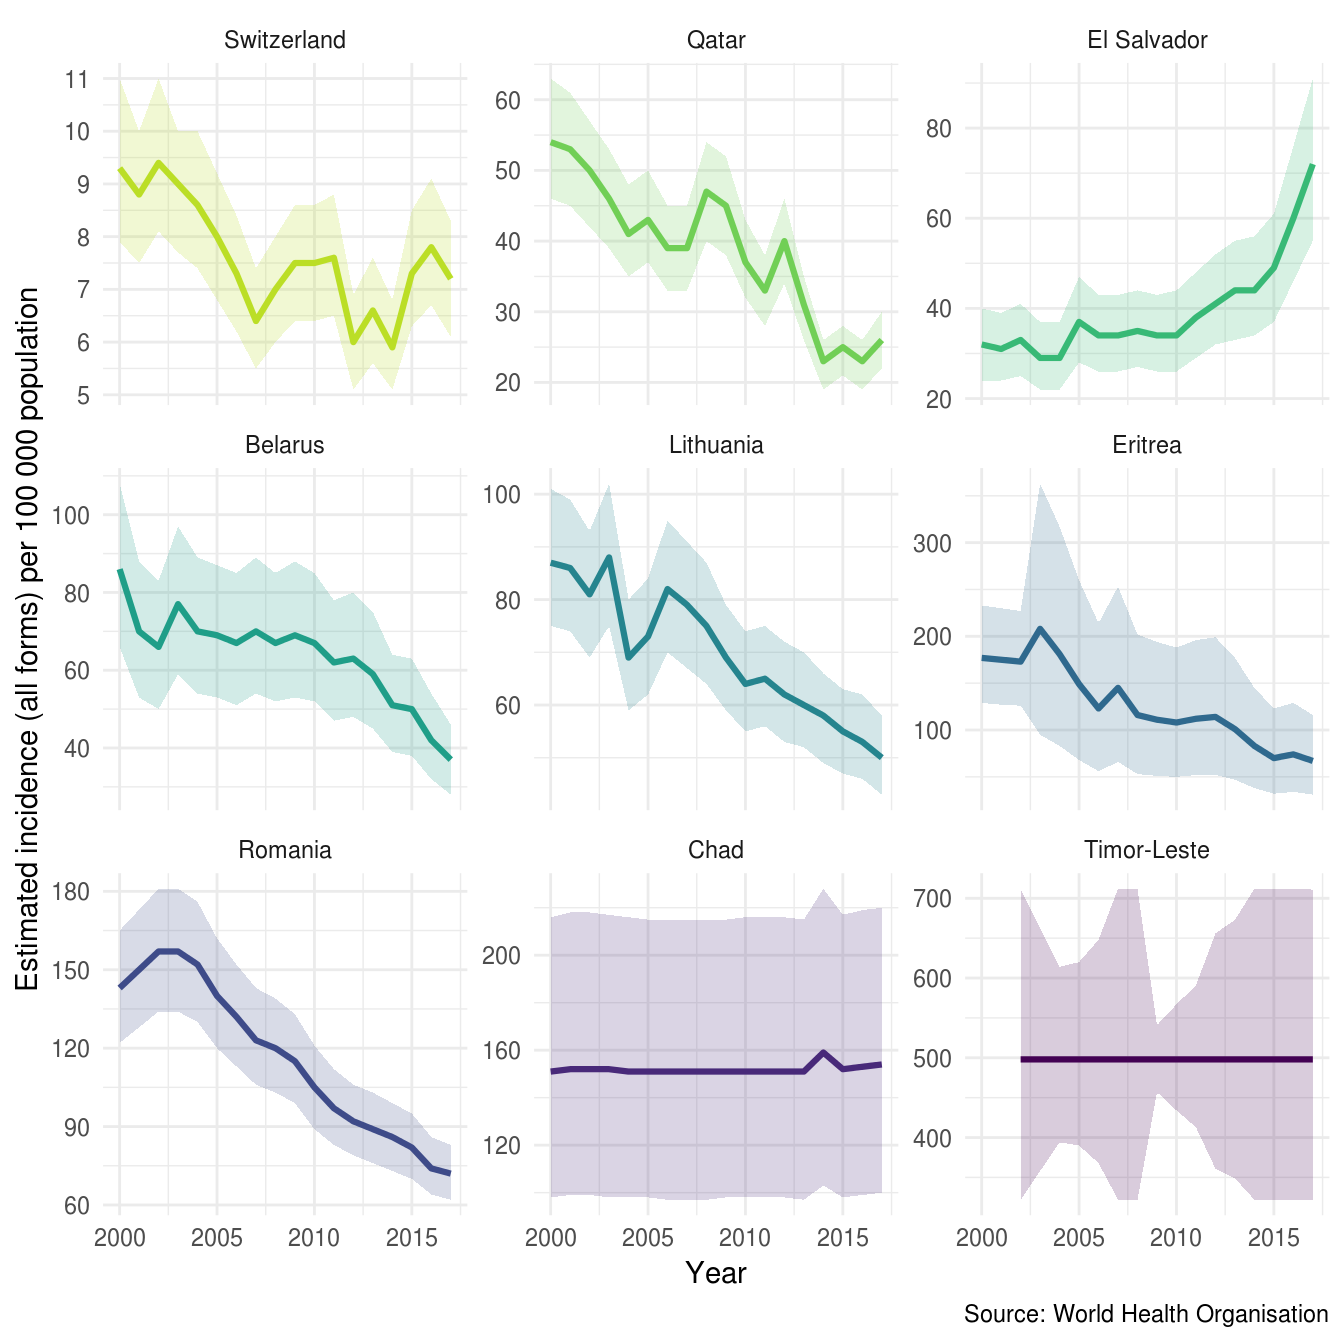 Switzerland
Qatar
El Salvador
11
10
9
8
7
6
5
60
50
40
30
20
80
60
40
20
Belarus
Lithuania
Eritrea
100
80
60
40
100
80
60
300
200
100
Romania
Chad
Timor-Leste
180
150
120
90
60
200
160
120
700
600
500
400
2000 2005 2010 2015
2000 2005 2010 2015
2000 2005 2010 2015
Year
Estimated incidence (all forms) per 100 000 population
Source: World Health Organisation